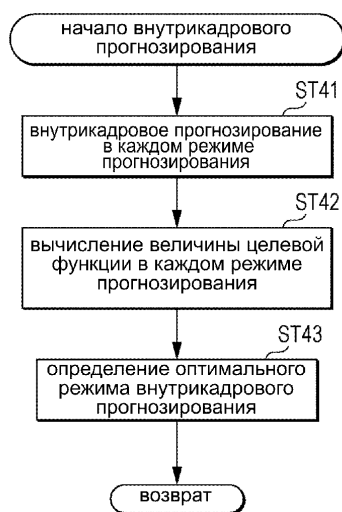 начало внутрикадрового
прогнозирования
ST41
внутрикадровое прогнозирование
в каждом режиме
прогнозирования
ST42
вычисление величины целевой
функции в каждом режиме
прогнозирования
ST43
определение оптимального
режима внутрикадрового
прогнозирования
возврат